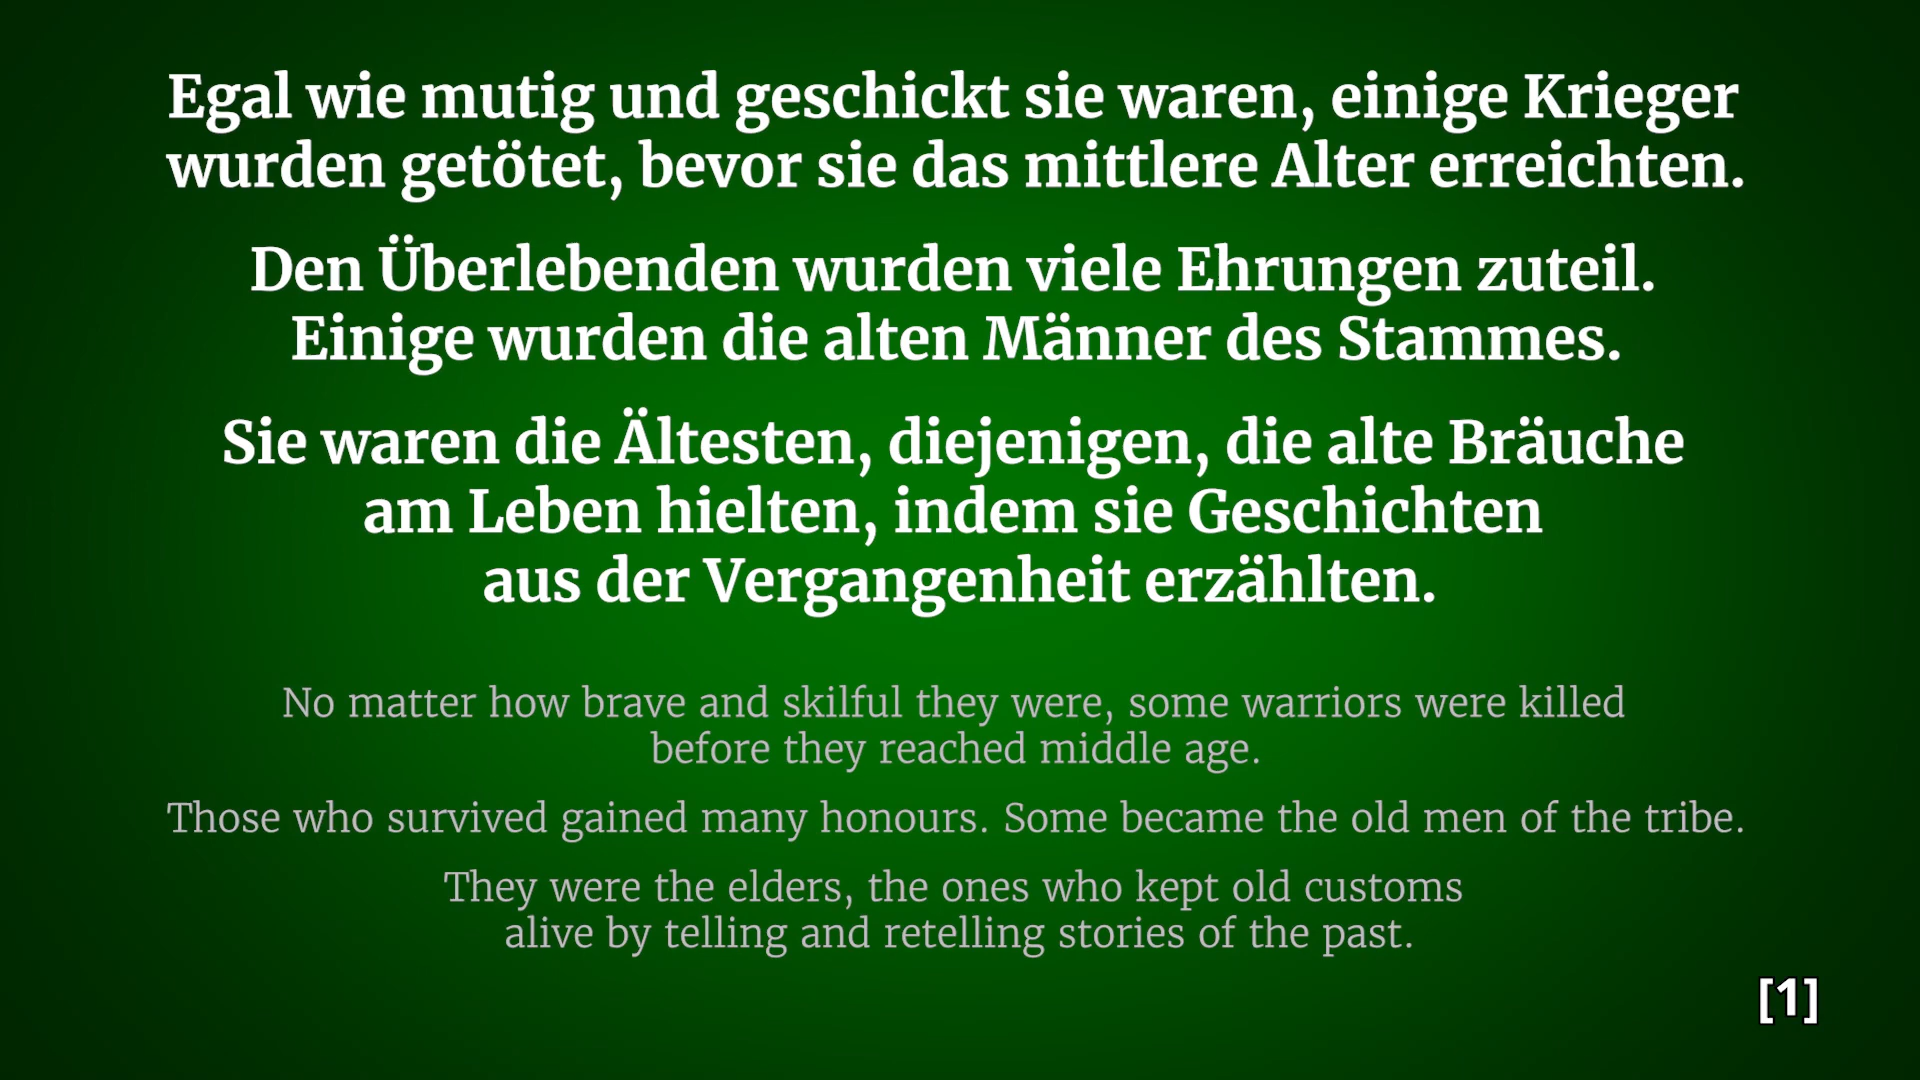 Egal wie mutig und geschickt sie waren, einige Krieger
wurden getötet, bevor sie das mittlere Alter erreichten.
Den Überlebenden wurden viele Ehrungen zuteil.
Einige wurden die alten Männer des Stammes.
Sie waren die Ältesten, diejenigen, die alte Bräuche
am Leben hielten, indem sie Geschichten
aus der Vergangenheit erzählten.
No matter how brave and skilful they were, some warriors were killed
before they reached middle age.
Those who survived gained many honours. Some became the old men of the tribe.
They were the elders, the ones who kept old customs
alive by telling and retelling stories of the past.
[1]